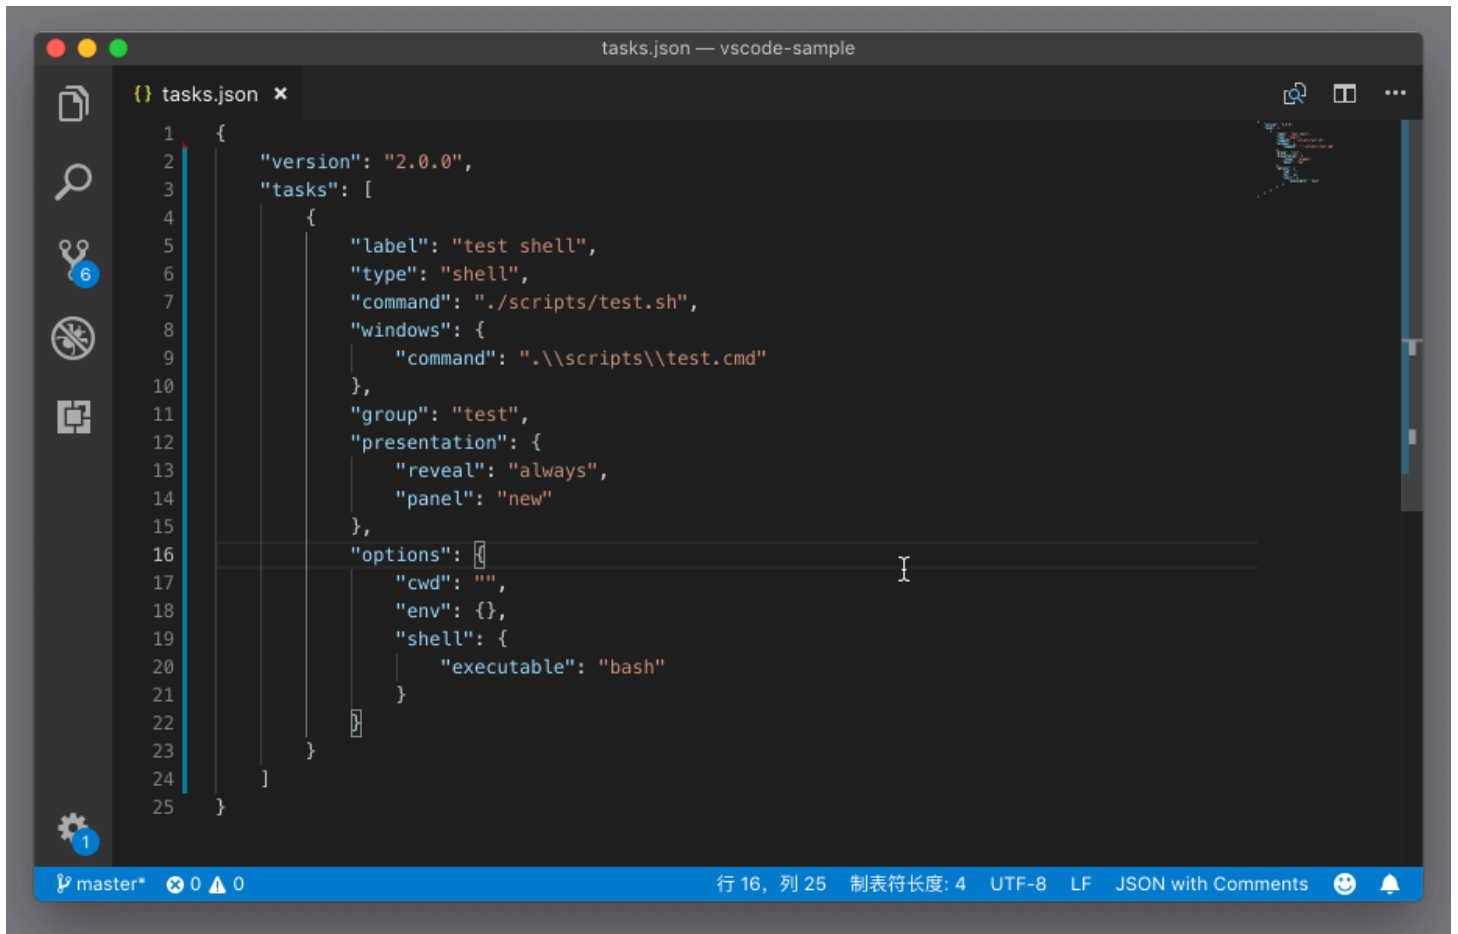 tasks.json — vscode-sample
{} tasks.json ×
1 {
2 "version": "2.0.0",
3 "tasks": [
4 {
5 "label": "test shell",
6 "type": "shell",
7 "command": "./scripts/test.sh",
8 "windows": {
9 "command": ".\\scripts\\test.cmd"
10 },
11 "group": "test",
12 "presentation": {
13 "reveal": "always",
14 "panel": "new"
15 },
16 "options": {
17 "cwd": "",
18 "env": {},
19 "shell": {
20 "executable": "bash"
21 }
22 }
23 }
24 ]
25 }
6
1
master* 0 0 行 16，列 25 制表符长度: 4 UTF-8 LF JSON with Comments